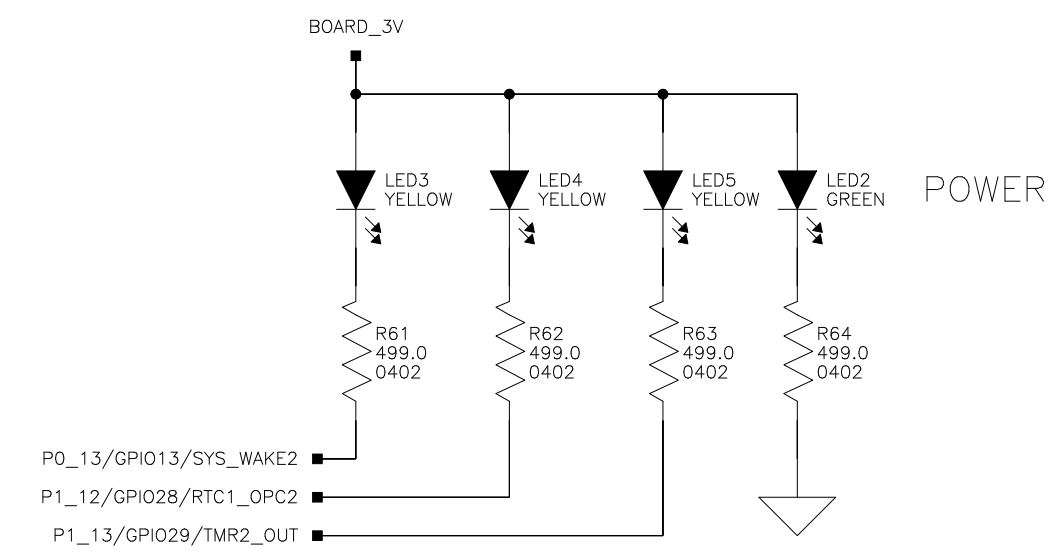 BOARD_3V
LED3
YELLOW
LED4
YELLOW
LED5
YELLOW
LED2
GREEN
POWER
R61
499.0
0402
R62
499.0
0402
R63
499.0
0402
R64
499.0
0402
P0_13/GPIO13/SYS_WAKE2
P1_12/GPIO28/RTC1_OPC2
P1_13/GPIO29/TMR2_OUT